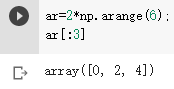 ar=2*np.arange(6);
ar[:3]
array([0, 2, 4])